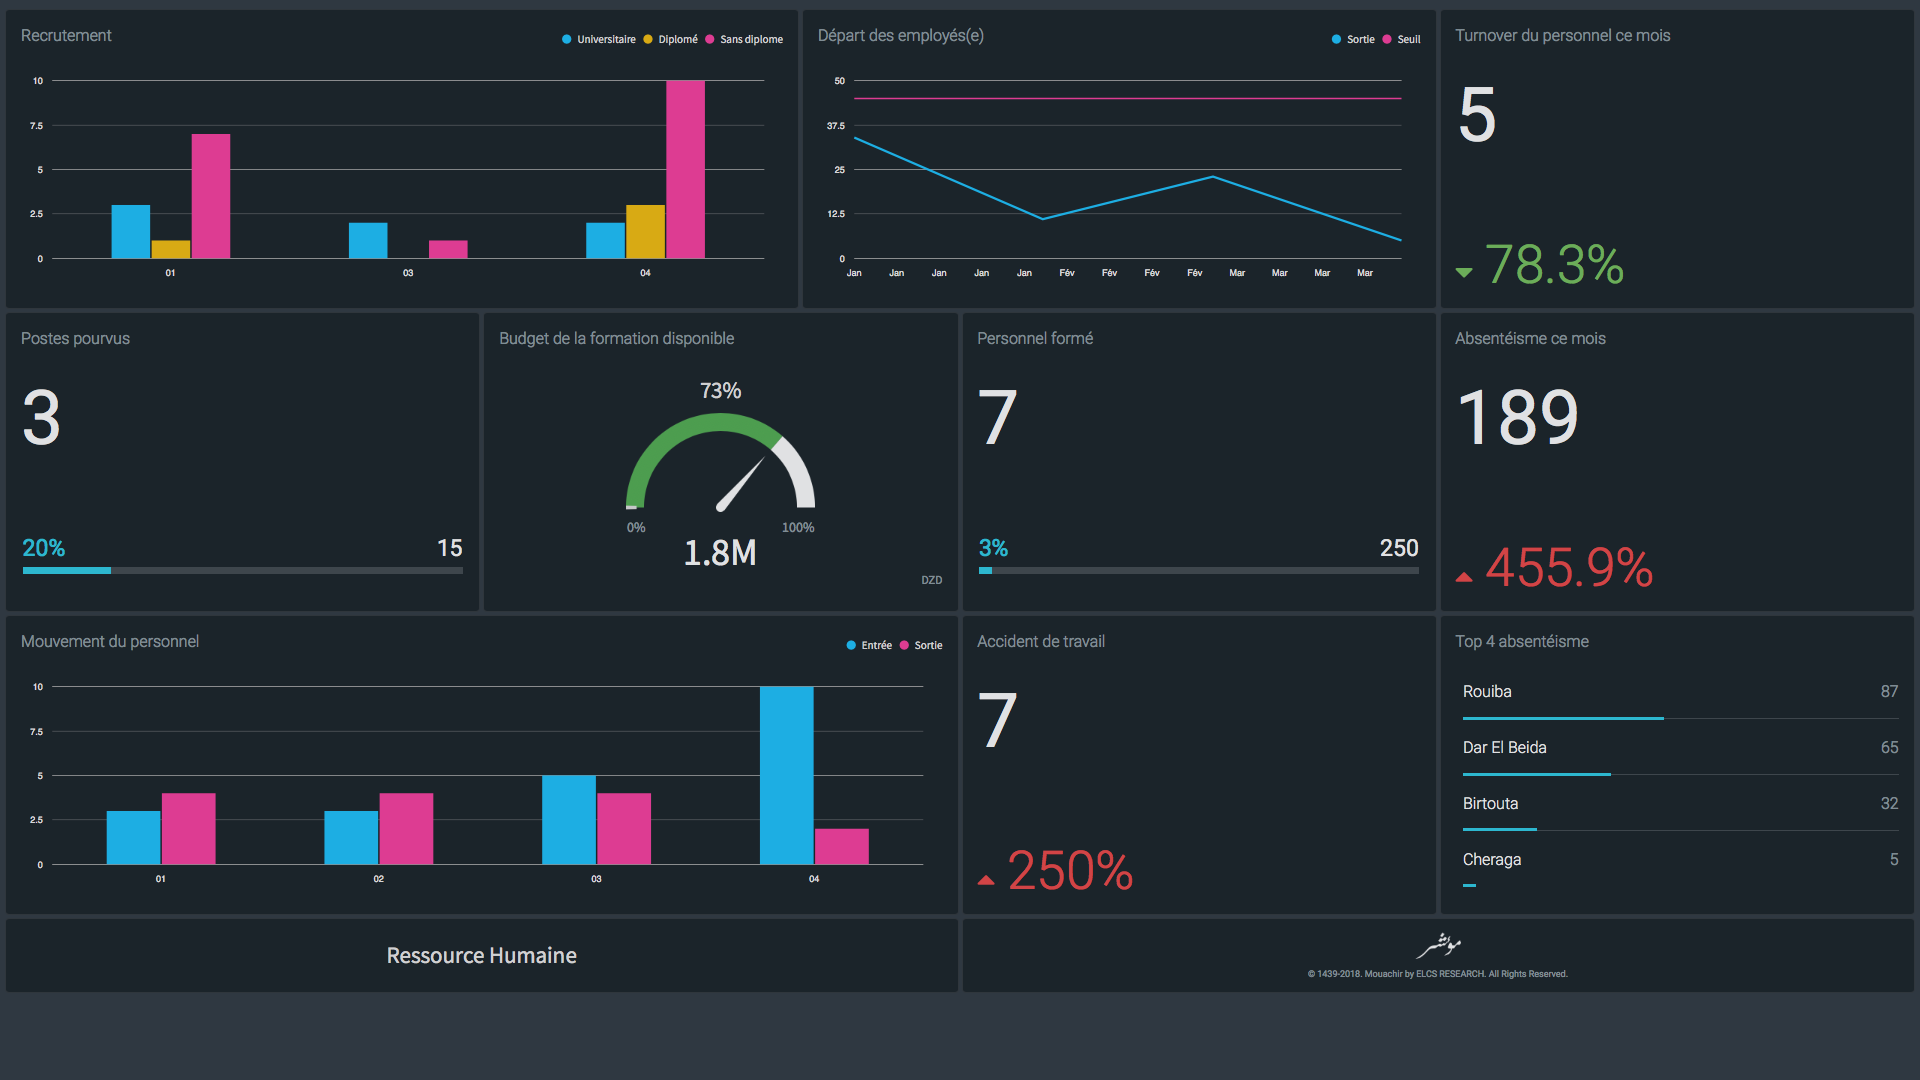 Recrutement
Universitaire Diplomé Sans diplome
10
7.5
5
2.5
0
01 03 04
Départ des employés(e)
Sortie Seuil
50
37.5
25
12.5
0
Jan Jan Jan Jan Jan Fév Fév Fév Fév Mar Mar Mar Mar
Turnover du personnel ce mois
5
78.3%
Postes pourvus
3
20% 15
Budget de la formation disponible
73%
0% 100%
1.8M
DZD
Personnel formé
7
3% 250
Absentéisme ce mois
189
455.9%
Mouvement du personnel
Entrée Sortie
10
7.5
5
2.5
0
01 02 03 04
Accident de travail
7
250%
Top 4 absentéisme
Rouiba 87
Dar El Beida 65
Birtouta 32
Cheraga 5
Ressource Humaine
مؤشر
© 1439-2018. Mouachir by ELCS RESEARCH. All Rights Reserved.